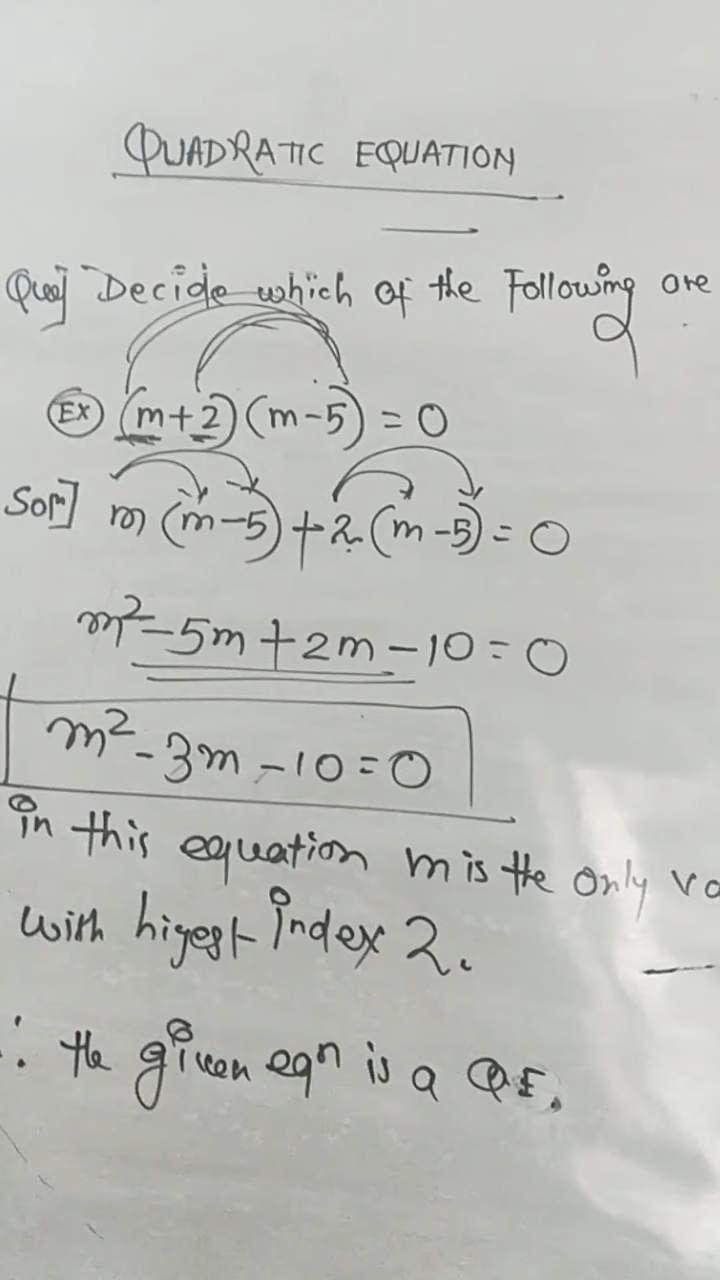 QUADRATIC EQUATION
Que] Decide which of the Following are
Ex (m+2)(m-5)=0
Soln] m(m-5)+2(m-5)=0
m²-5m+2m-10=0
m²-3m-10=0
in this equation m is the only
with higest index 2.
∴ the given eqn is a QE.